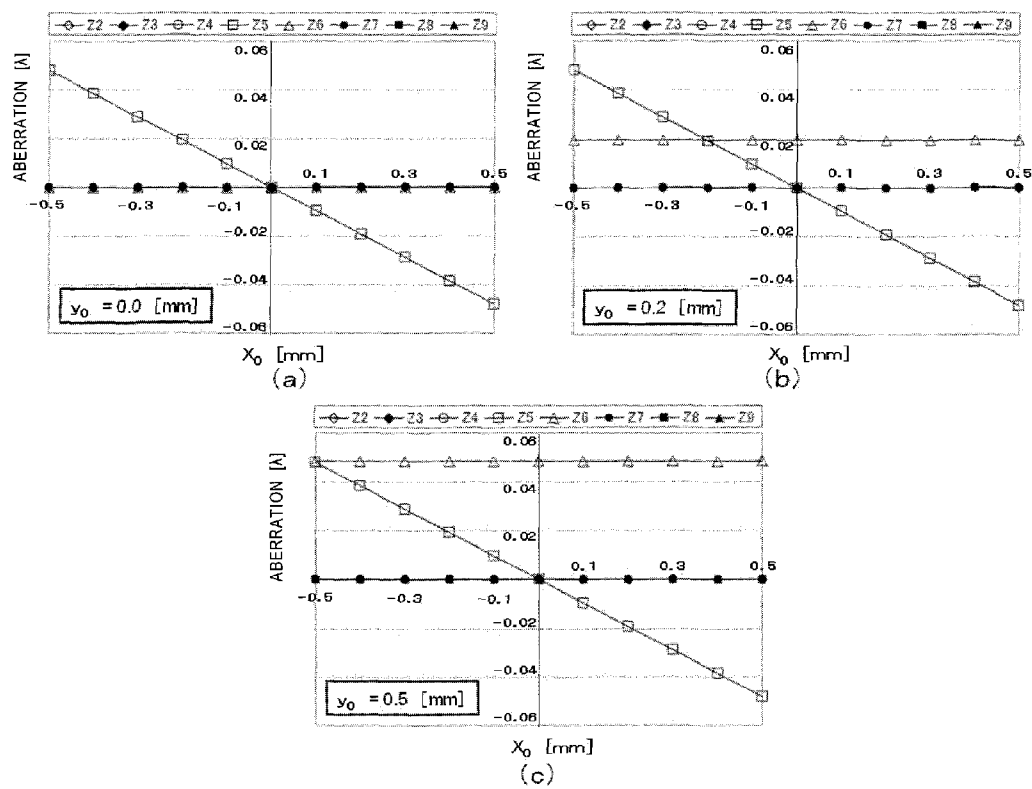 Z2 Z3 Z4 Z5 Z6 Z7 Z8 Z9
ABERRATION [λ]
0.06
0.04
0.02
0.1 0.3 0.5
-0.5 -0.3 -0.1
-0.02
-0.04
-0.06
y₀ = 0.0 [mm]
X₀ [mm]
(a)
Z2 Z3 Z4 Z5 Z6 Z7 Z8 Z9
ABERRATION [λ]
0.06
0.04
0.02
0.1 0.3 0.5
-0.5 -0.3 -0.1
-0.02
-0.04
-0.06
y₀ = 0.2 [mm]
X₀ [mm]
(b)
Z2 Z3 Z4 Z5 Z6 Z7 Z8 Z9
ABERRATION [λ]
0.06
0.04
0.02
0.1 0.3 0.5
-0.5 -0.3 -0.1
-0.02
-0.04
-0.06
y₀ = 0.5 [mm]
X₀ [mm]
(c)